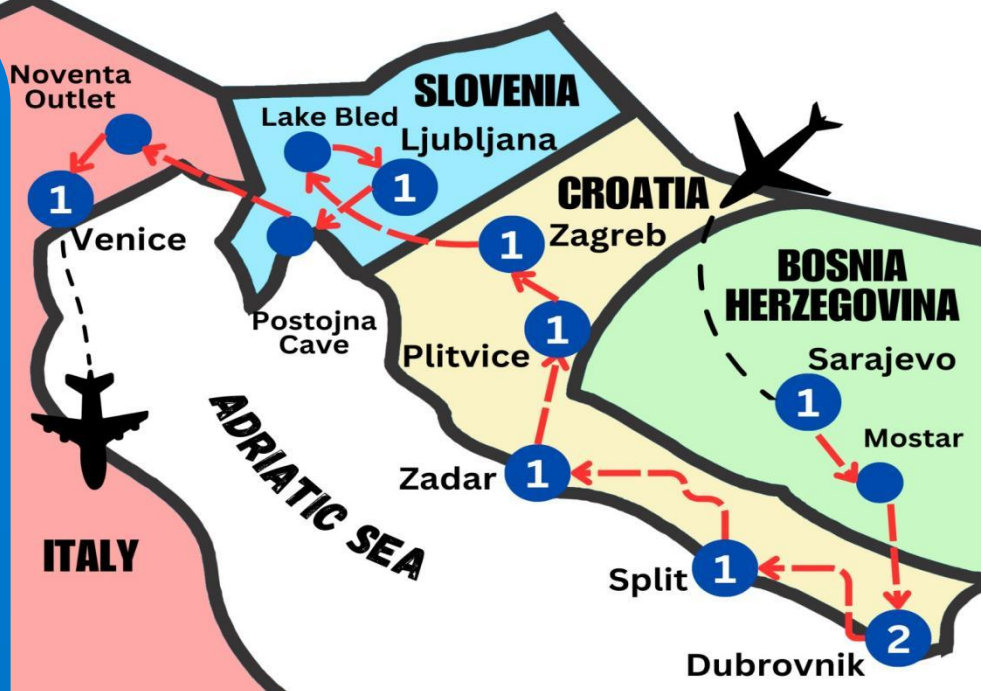 Noventa
Outlet
1
Venice
ITALY
SLOVENIA
Lake Bled
Ljubljana
1
Postojna
Cave
ADRIATIC SEA
CROATIA
1
Zagreb
1
Plitvice
Zadar
1
Split
1
BOSNIA
HERZEGOVINA
Sarajevo
1
Mostar
2
Dubrovnik